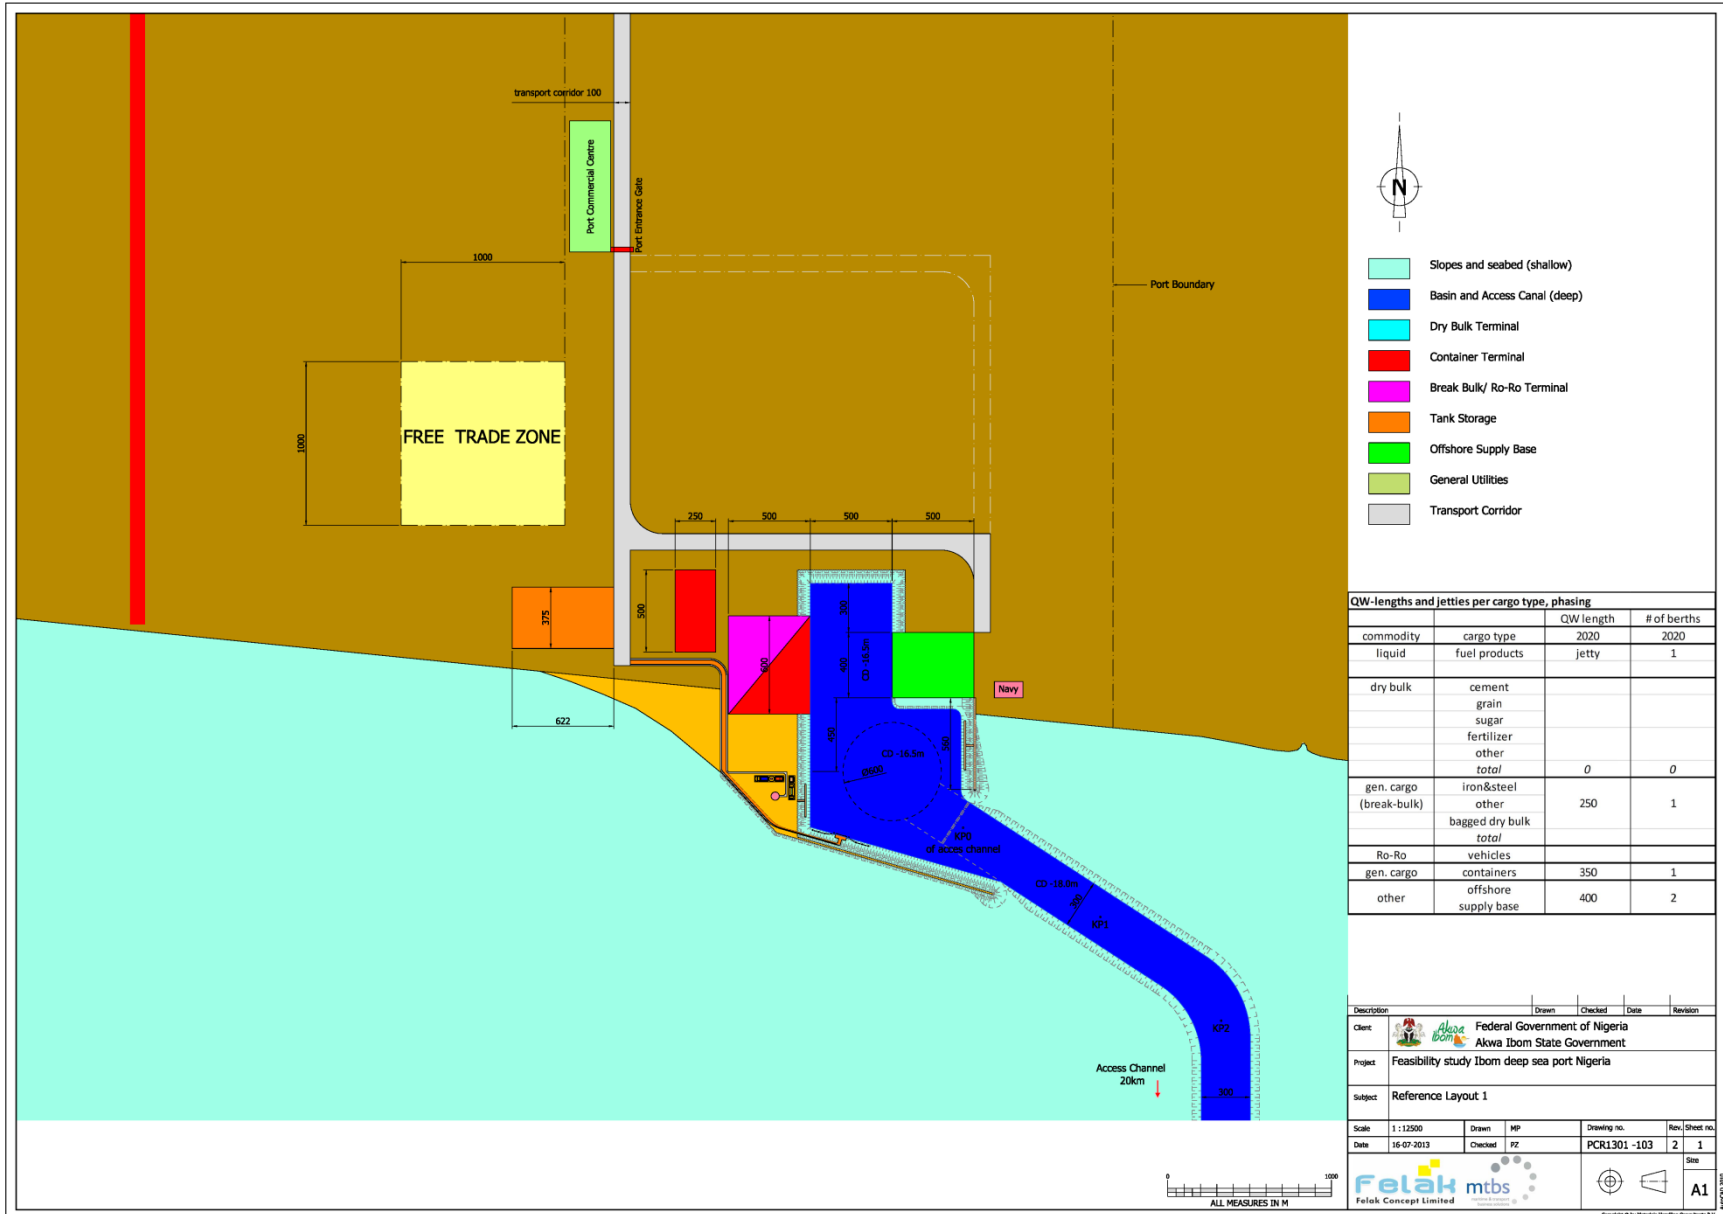 transport corridor 100
Port Commercial Centre
Port Entrance Gate
1000
1000
FREE TRADE ZONE
Port Boundary
250
500
500
500
375
500
600
200
400
CD -16.5m
Navy
622
450
500
CD -16.5m
Ø600
KP0
of acces channel
CD -16.0m
300
KP1
KP2
300
Access Channel
20km
0
1000
ALL MEASURES IN M
N
Slopes and seabed (shallow)
Basin and Access Canal (deep)
Dry Bulk Terminal
Container Terminal
Break Bulk/ Ro-Ro Terminal
Tank Storage
Offshore Supply Base
General Utilities
Transport Corridor
QW-lengths and jetties per cargo type, phasing
QW length # of berths
commodity cargo type 2020 2020
liquid fuel products jetty 1
dry bulk cement
grain
sugar
fertilizer
other
total 0 0
gen. cargo iron&steel
(break-bulk) other 250 1
bagged dry bulk
total
Ro-Ro vehicles
gen. cargo containers 350 1
other offshore supply base 400 2
Description Drawn Checked Date Revision
Client Akwa Ibom Federal Government of Nigeria
Akwa Ibom State Government
Project Feasibility study Ibom deep sea port Nigeria
Subject Reference Layout 1
Scale 1 : 12500 Drawn MP Drawing no. Rev. Sheet no.
Date 16-07-2013 Checked PZ PCR1301 -103 2 1
Felak mtbs
Felak Concept Limited
Size
A1